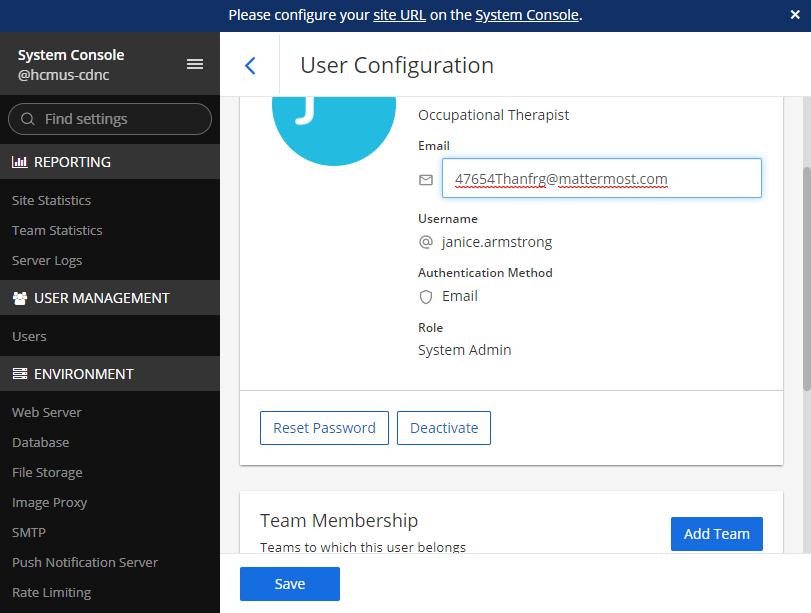 Please configure your site URL on the System Console.
System Console
@hcmus-cdnc
Find settings
REPORTING
Site Statistics
Team Statistics
Server Logs
USER MANAGEMENT
Users
ENVIRONMENT
Web Server
Database
File Storage
Image Proxy
SMTP
Push Notification Server
Rate Limiting
User Configuration
J
Occupational Therapist
Email
47654Thanfrg@mattermost.com
Username
@ janice.armstrong
Authentication Method
Email
Role
System Admin
Reset Password
Deactivate
Team Membership
Teams to which this user belongs
Add Team
Save